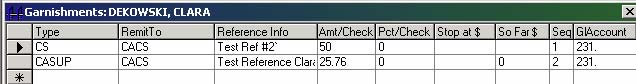 Garnishments: DEKOWSKI, CLARA
Type RemitTo Reference Info Amt/Check Pct/Check Stop at $ So Far $ Seq GlAccount
CS CACS Test Ref #2` 50 0 1 231.
CASUP CACS Test Reference Clara 25.76 0 0 2 231.